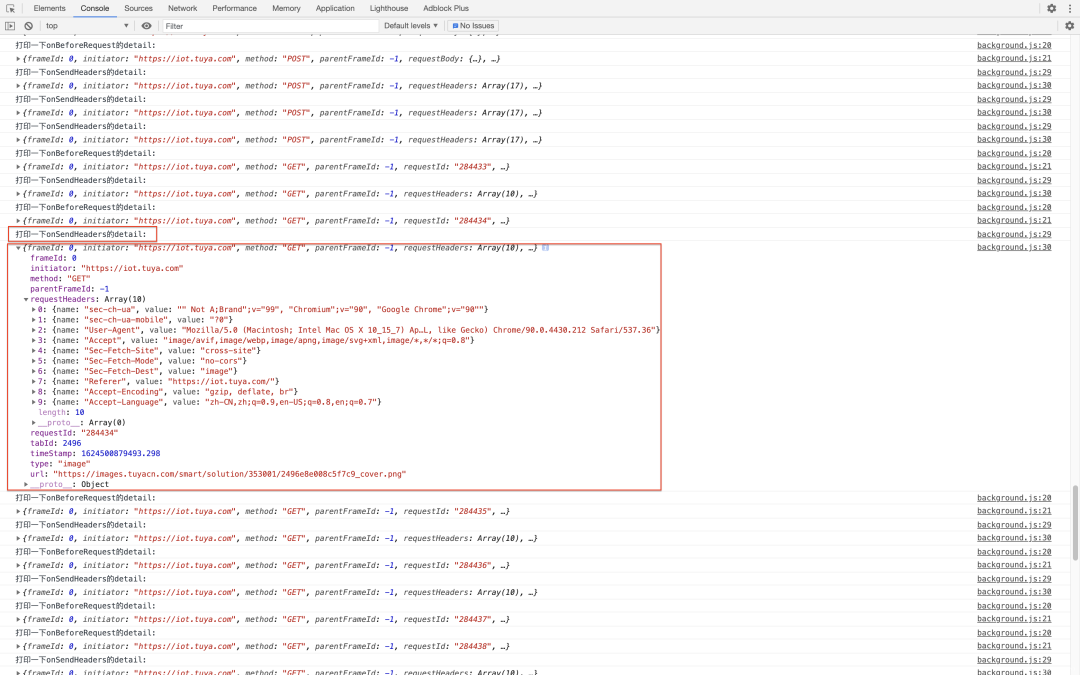 Elements Console Sources Network Performance Memory Application Lighthouse Adblock Plus
top Filter Default levels No Issues
打印一下onBeforeRequest的detail: background.js:20
{frameId: 0, initiator: "https://iot.tuya.com", method: "POST", parentFrameId: -1, requestBody: {…}, …} background.js:21
打印一下onSendHeaders的detail: background.js:29
{frameId: 0, initiator: "https://iot.tuya.com", method: "POST", parentFrameId: -1, requestHeaders: Array(17), …} background.js:30
打印一下onSendHeaders的detail: background.js:29
{frameId: 0, initiator: "https://iot.tuya.com", method: "POST", parentFrameId: -1, requestHeaders: Array(17), …} background.js:30
打印一下onSendHeaders的detail: background.js:29
{frameId: 0, initiator: "https://iot.tuya.com", method: "POST", parentFrameId: -1, requestHeaders: Array(17), …} background.js:30
打印一下onBeforeRequest的detail: background.js:20
{frameId: 0, initiator: "https://iot.tuya.com", method: "GET", parentFrameId: -1, requestId: "284433", …} background.js:21
打印一下onSendHeaders的detail: background.js:29
{frameId: 0, initiator: "https://iot.tuya.com", method: "GET", parentFrameId: -1, requestHeaders: Array(10), …} background.js:30
打印一下onBeforeRequest的detail: background.js:20
{frameId: 0, initiator: "https://iot.tuya.com", method: "GET", parentFrameId: -1, requestId: "284434", …} background.js:21
打印一下onSendHeaders的detail: background.js:29
{frameId: 0, initiator: "https://iot.tuya.com", method: "GET", parentFrameId: -1, requestHeaders: Array(10), …} background.js:30
frameId: 0
initiator: "https://iot.tuya.com"
method: "GET"
parentFrameId: -1
requestHeaders: Array(10)
0: {name: "sec-ch-ua", value: "" Not A;Brand";v="99", "Chromium";v="90", "Google Chrome";v="90""}
1: {name: "sec-ch-ua-mobile", value: "?0"}
2: {name: "User-Agent", value: "Mozilla/5.0 (Macintosh; Intel Mac OS X 10_15_7) Ap…L, like Gecko) Chrome/90.0.4430.212 Safari/537.36"}
3: {name: "Accept", value: "image/avif,image/webp,image/apng,image/svg+xml,image/*,*/*;q=0.8"}
4: {name: "Sec-Fetch-Site", value: "cross-site"}
5: {name: "Sec-Fetch-Mode", value: "no-cors"}
6: {name: "Sec-Fetch-Dest", value: "image"}
7: {name: "Referer", value: "https://iot.tuya.com/"}
8: {name: "Accept-Encoding", value: "gzip, deflate, br"}
9: {name: "Accept-Language", value: "zh-CN,zh;q=0.9,en-US;q=0.8,en;q=0.7"}
length: 10
__proto__: Array(0)
requestId: "284434"
tabId: 2496
timeStamp: 1624500879493.298
type: "image"
url: "https://images.tuyacn.com/smart/solution/353001/2496e8e008c5f7c9_cover.png"
__proto__: Object
打印一下onBeforeRequest的detail: background.js:20
{frameId: 0, initiator: "https://iot.tuya.com", method: "GET", parentFrameId: -1, requestId: "284435", …} background.js:21
打印一下onSendHeaders的detail: background.js:29
{frameId: 0, initiator: "https://iot.tuya.com", method: "GET", parentFrameId: -1, requestHeaders: Array(10), …} background.js:30
打印一下onBeforeRequest的detail: background.js:20
{frameId: 0, initiator: "https://iot.tuya.com", method: "GET", parentFrameId: -1, requestId: "284436", …} background.js:21
打印一下onSendHeaders的detail: background.js:29
{frameId: 0, initiator: "https://iot.tuya.com", method: "GET", parentFrameId: -1, requestHeaders: Array(10), …} background.js:30
打印一下onBeforeRequest的detail: background.js:20
{frameId: 0, initiator: "https://iot.tuya.com", method: "GET", parentFrameId: -1, requestId: "284437", …} background.js:21
打印一下onBeforeRequest的detail: background.js:20
{frameId: 0, initiator: "https://iot.tuya.com", method: "GET", parentFrameId: -1, requestId: "284438", …} background.js:21
打印一下onSendHeaders的detail: background.js:29
{frameId: 0, initiator: "https://iot.tuya.com", method: "GET", parentFrameId: -1, requestHeaders: Array(10), …} background.js:30